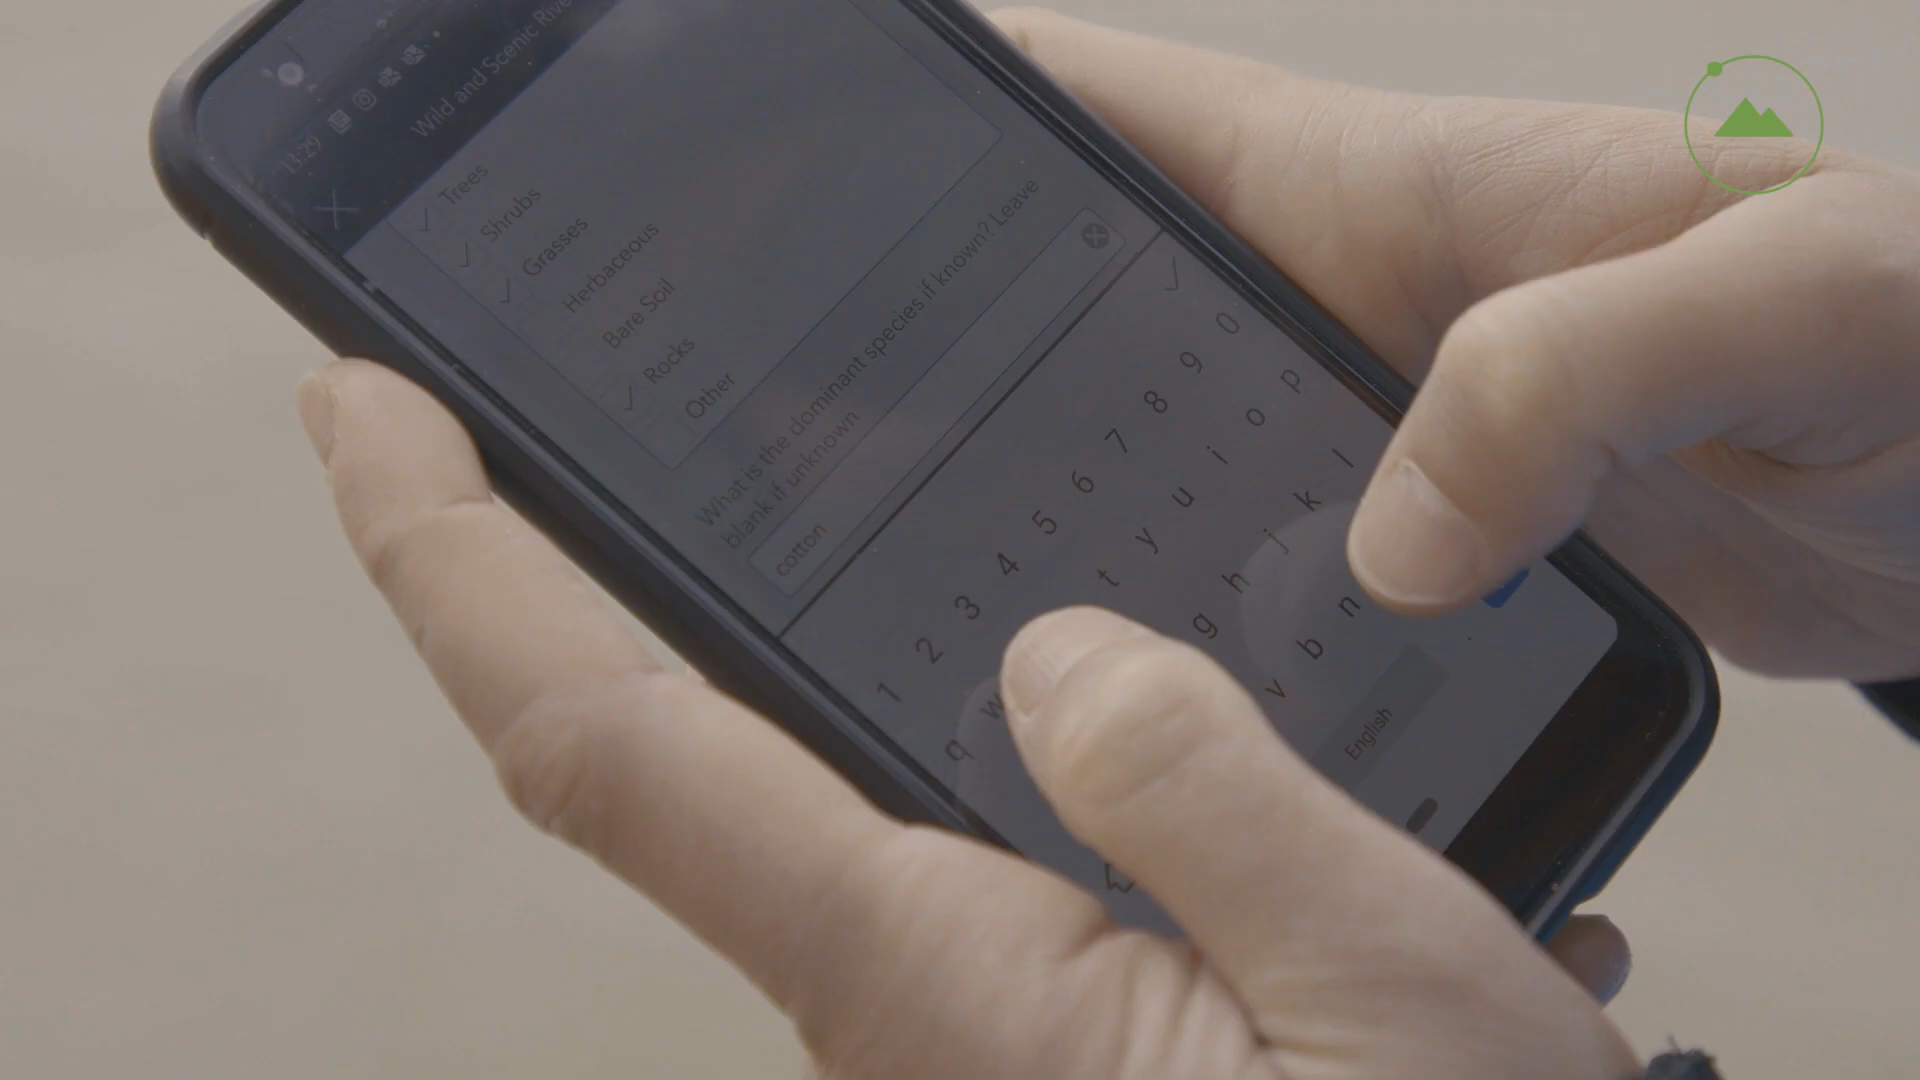 13:29
Wild and Scenic Rive
Trees
Shrubs
Grasses
Herbaceous
Bare Soil
Rocks
Other
What is the dominant species if known? Leave
blank if unknown
cotton
1 2 3 4 5 6 7 8 9 0
q w t y u i o p
g h j k l
v b n
English